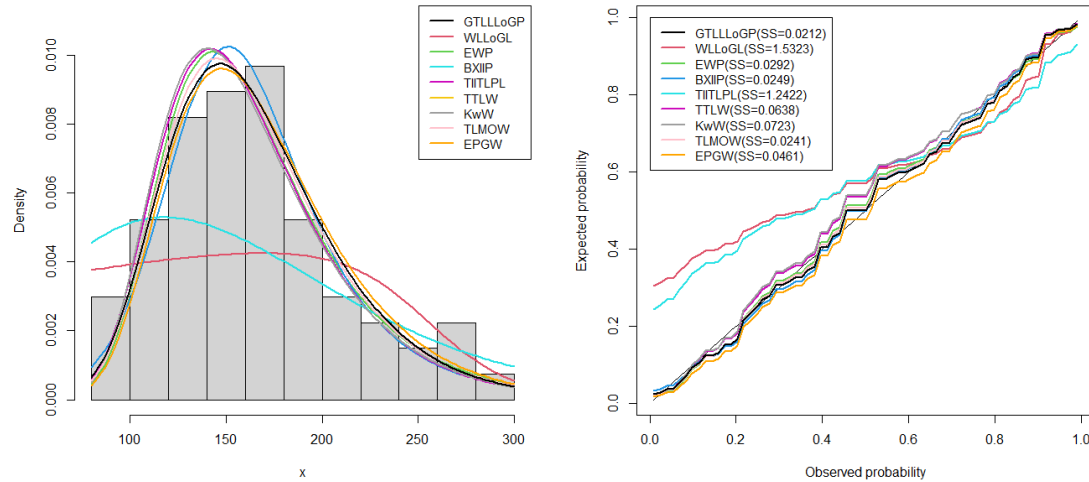 GTLLLoGP
WLLoGL
EWP
BXIIP
TIITLPL
TTLW
KwW
TLMOW
EPGW
Density
0.000
0.002
0.004
0.006
0.008
0.010
100
150
200
250
300
x
GTLLLoGP(SS=0.0212)
WLLoGL(SS=1.5323)
EWP(SS=0.0292)
BXIIP(SS=0.0249)
TIITLPL(SS=1.2422)
TTLW(SS=0.0638)
KwW(SS=0.0723)
TLMOW(SS=0.0241)
EPGW(SS=0.0461)
Expected probability
0.0
0.2
0.4
0.6
0.8
1.0
0.0
0.2
0.4
0.6
0.8
1.0
Observed probability